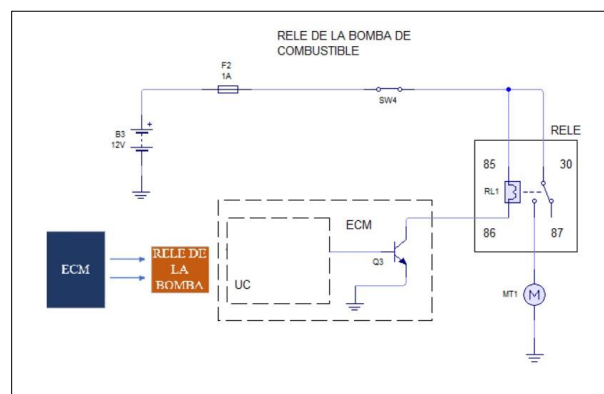 RELE DE LA BOMBA DE
COMBUSTIBLE
F2
1A
SW4
B3
12V
+
RELE
85
30
RL1
86
87
ECM
UC
Q3
MT1
M
ECM
RELE DE
LA
BOMBA